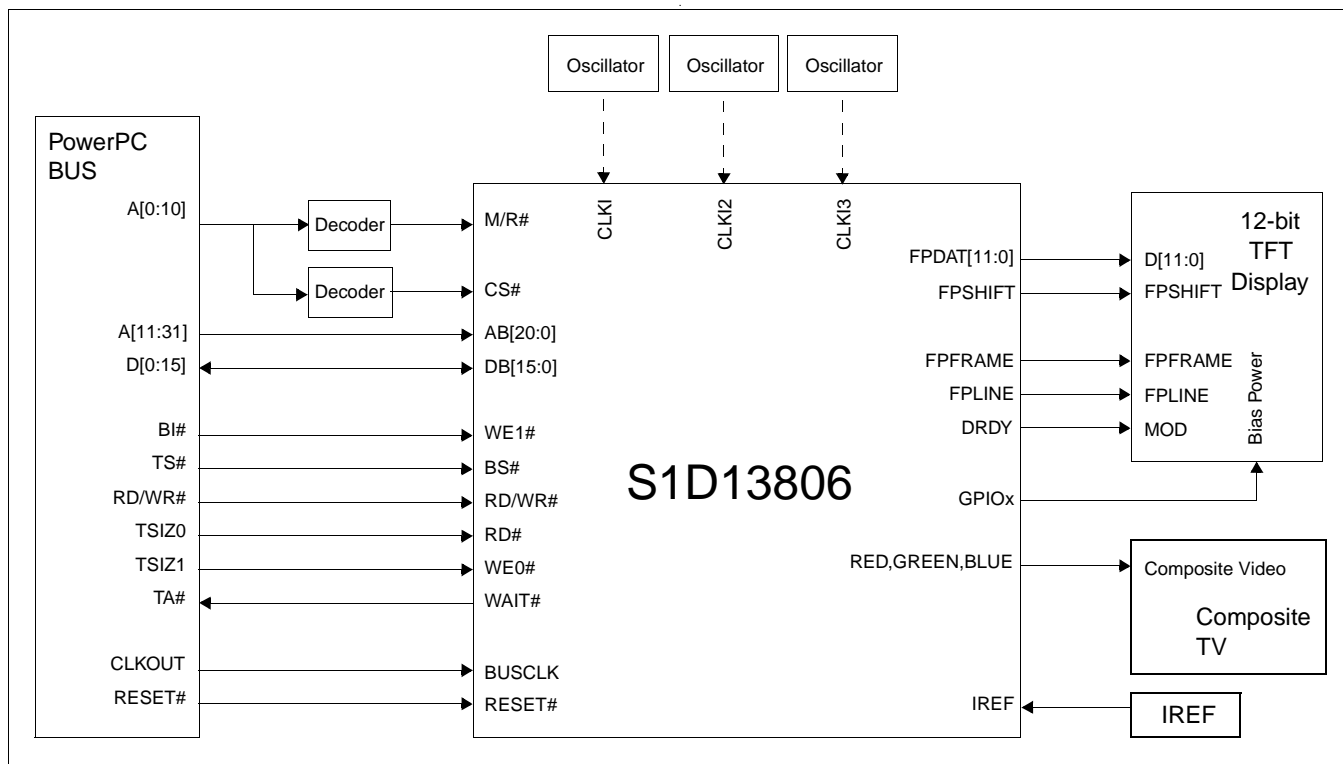 Oscillator
Oscillator
Oscillator
PowerPC
BUS
A[0:10]
A[11:31]
D[0:15]
BI#
TS#
RD/WR#
TSIZ0
TSIZ1
TA#
CLKOUT
RESET#
Decoder
Decoder
M/R#
CS#
AB[20:0]
DB[15:0]
WE1#
BS#
RD/WR#
RD#
WE0#
WAIT#
BUSCLK
RESET#
CLKI
CLKI2
CLKI3
S1D13806
FPDAT[11:0]
FPSHIFT
FPFRAME
FPLINE
DRDY
GPIOx
RED,GREEN,BLUE
IREF
12-bit
TFT
Display
D[11:0]
FPSHIFT
FPFRAME
FPLINE
MOD
Bias Power
Composite Video
Composite
TV
IREF